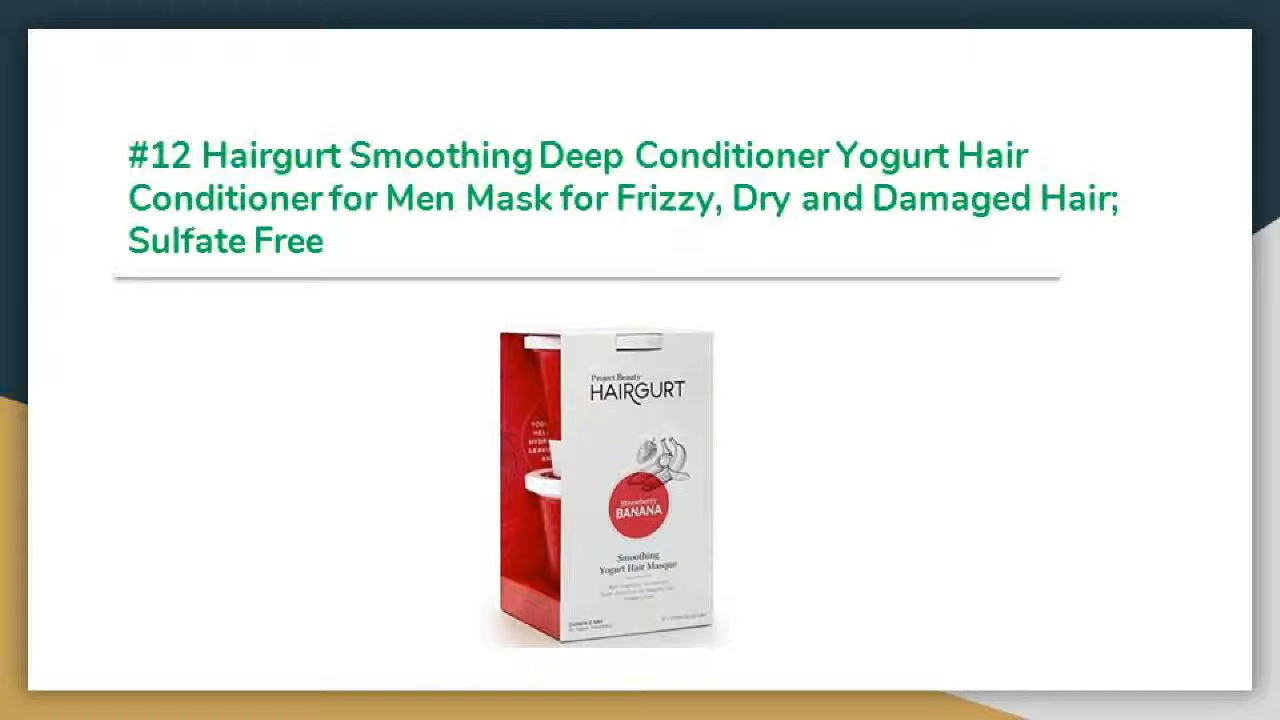 #12 Hairgurt Smoothing Deep Conditioner Yogurt Hair
Conditioner for Men Mask for Frizzy, Dry and Damaged Hair;
Sulfate Free
Project Beauty
HAIRGURT
Strawberry
BANANA
Smoothing
Yogurt Hair Masque